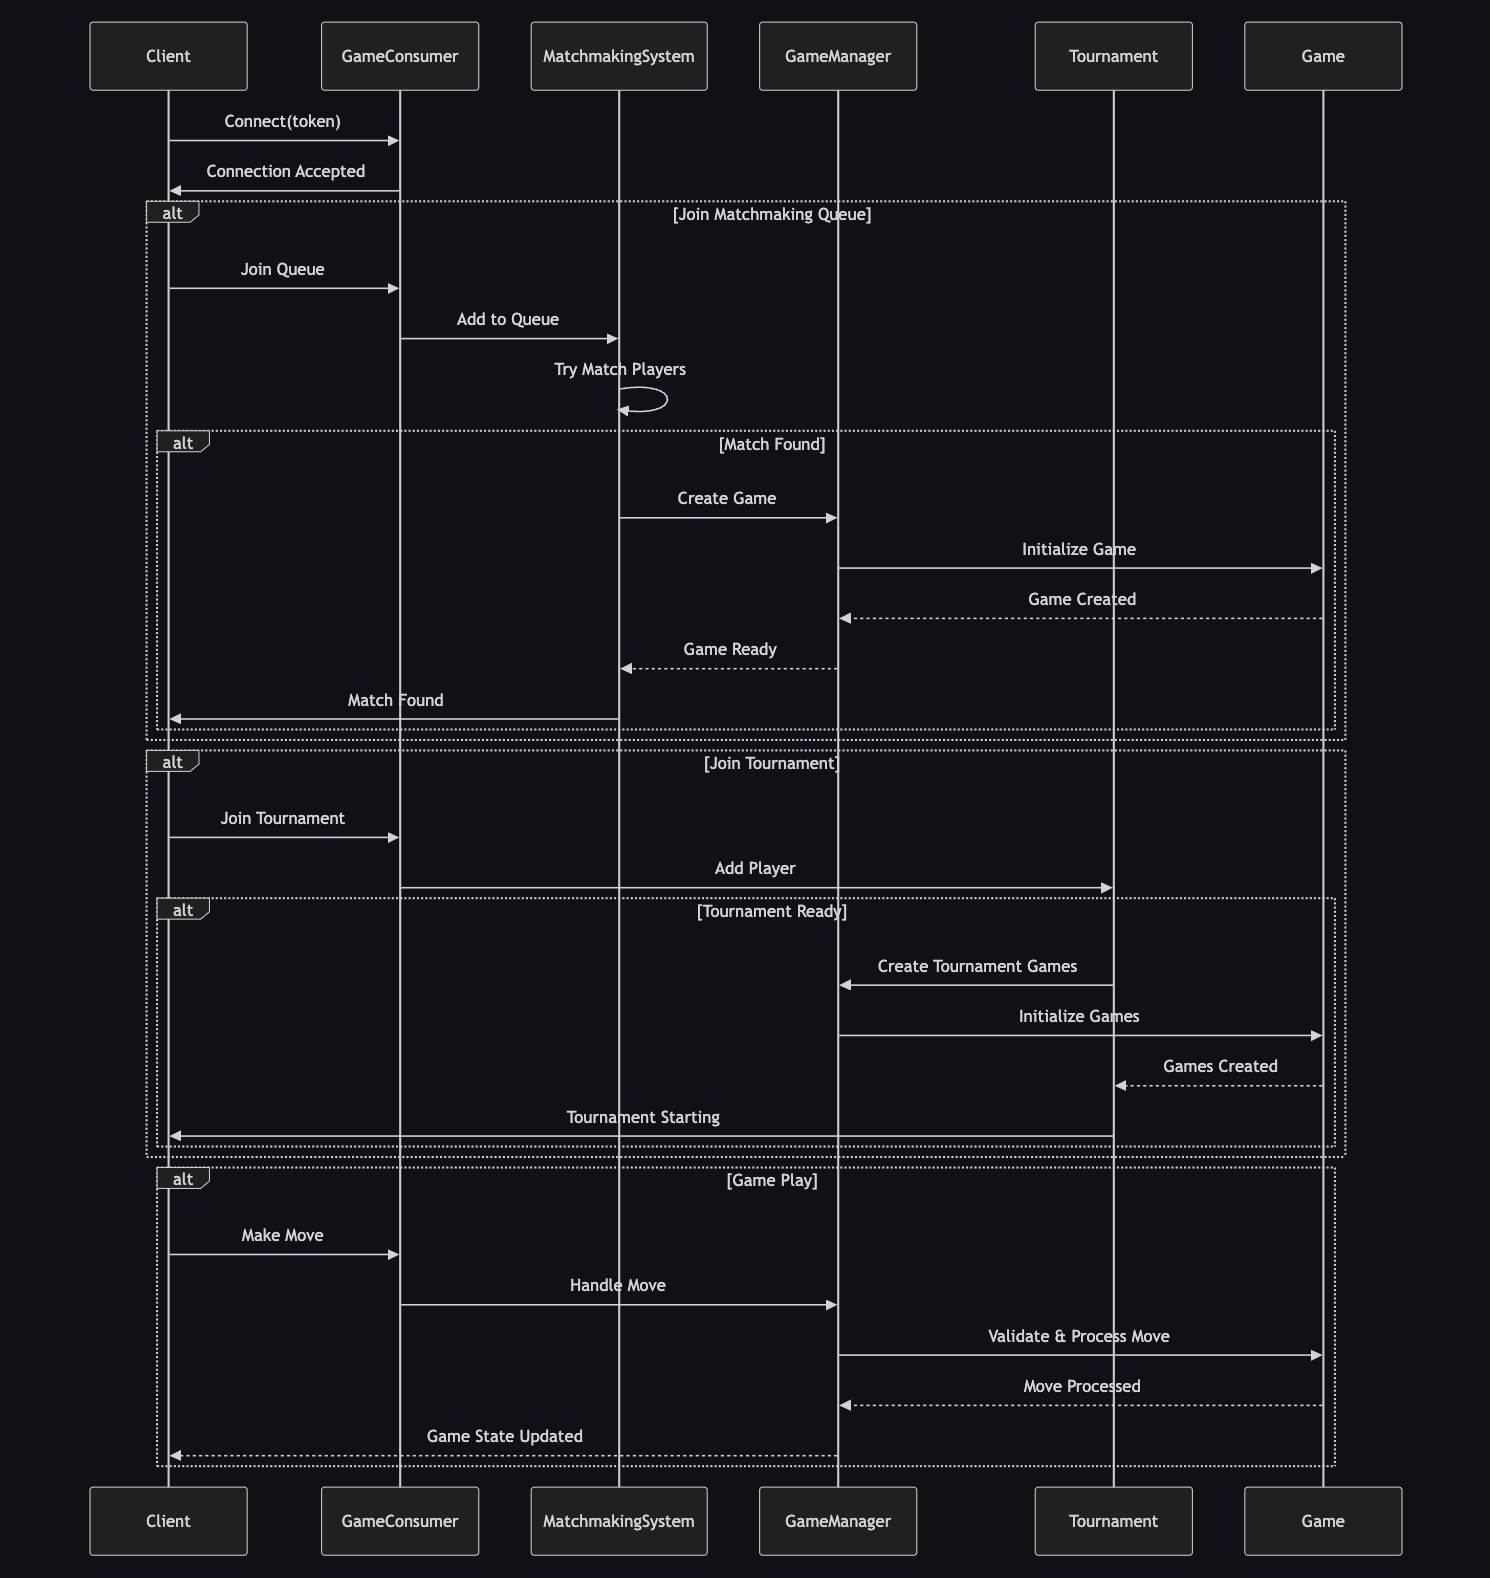 Client
GameConsumer
MatchmakingSystem
GameManager
Tournament
Game
Connect(token)
Connection Accepted
alt
[Join Matchmaking Queue]
Join Queue
Add to Queue
Try Match Players
alt
[Match Found]
Create Game
Initialize Game
Game Created
Game Ready
Match Found
alt
[Join Tournament]
Join Tournament
Add Player
alt
[Tournament Ready]
Create Tournament Games
Initialize Games
Games Created
Tournament Starting
alt
[Game Play]
Make Move
Handle Move
Validate & Process Move
Move Processed
Game State Updated
Client
GameConsumer
MatchmakingSystem
GameManager
Tournament
Game